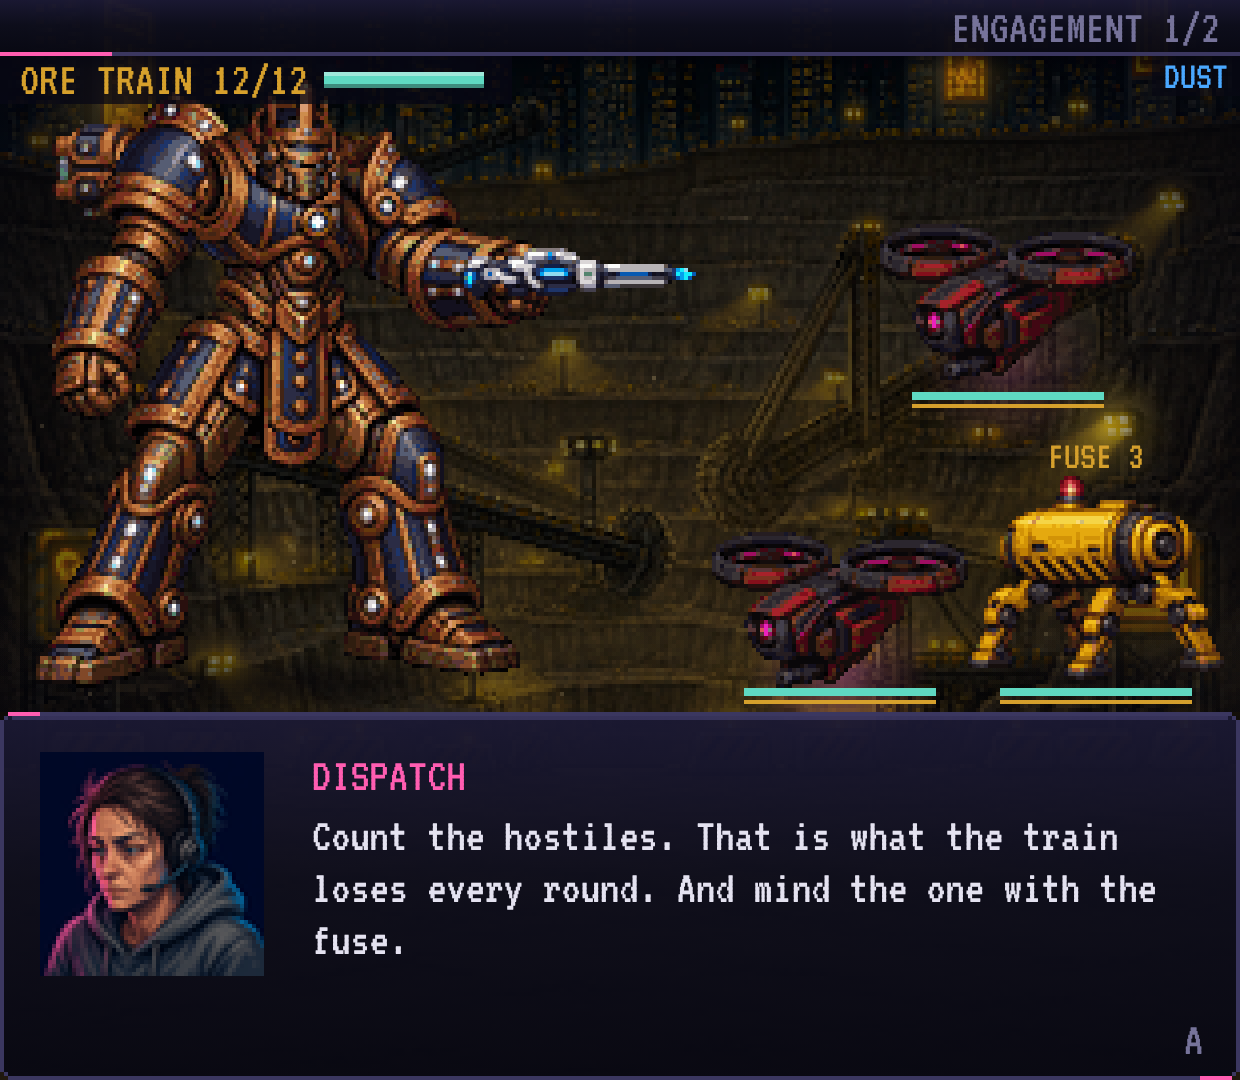 ENGAGEMENT 1/2
ORE TRAIN 12/12
DUST
FUSE 3
DISPATCH
Count the hostiles. That is what the train
loses every round. And mind the one with the
fuse.
A